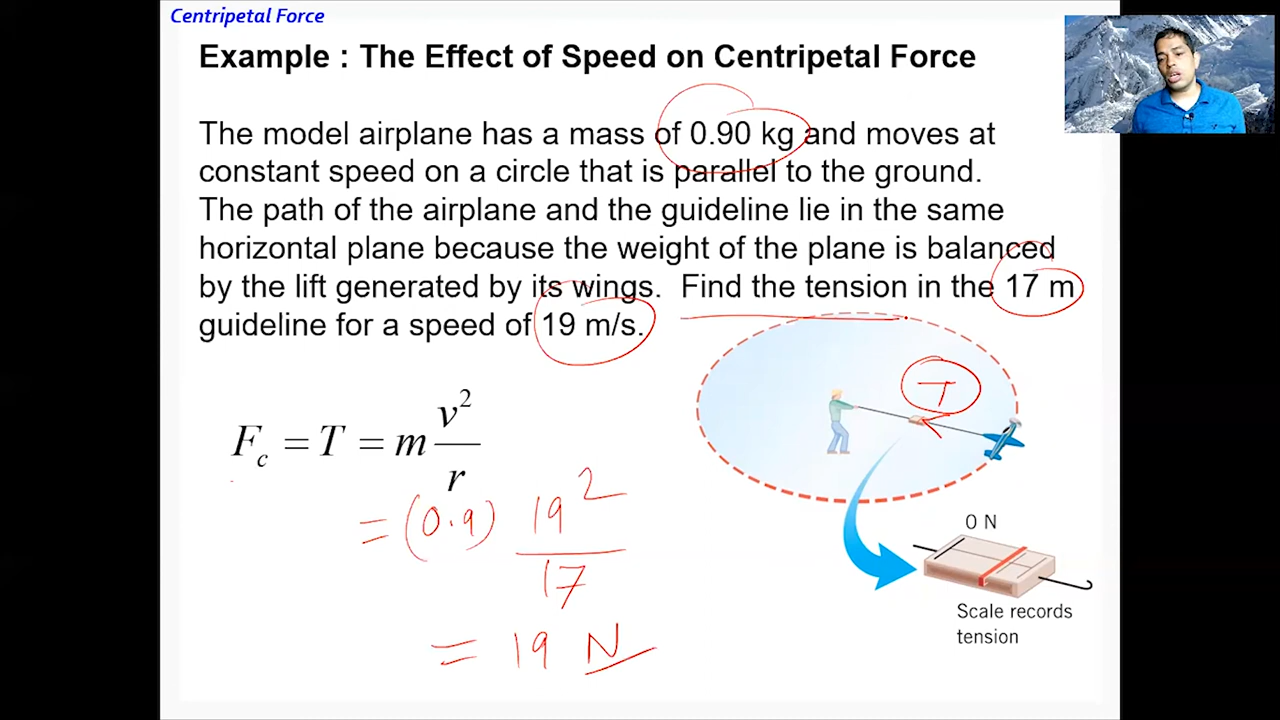 Centripetal Force
Example : The Effect of Speed on Centripetal Force
The model airplane has a mass of 0.90 kg and moves at
constant speed on a circle that is parallel to the ground.
The path of the airplane and the guideline lie in the same
horizontal plane because the weight of the plane is balanced
by the lift generated by its wings. Find the tension in the 17 m
guideline for a speed of 19 m/s.
T
F_c = T = m v²/r
= (0.9) 19²/17
= 19 N
0 N
Scale records
tension